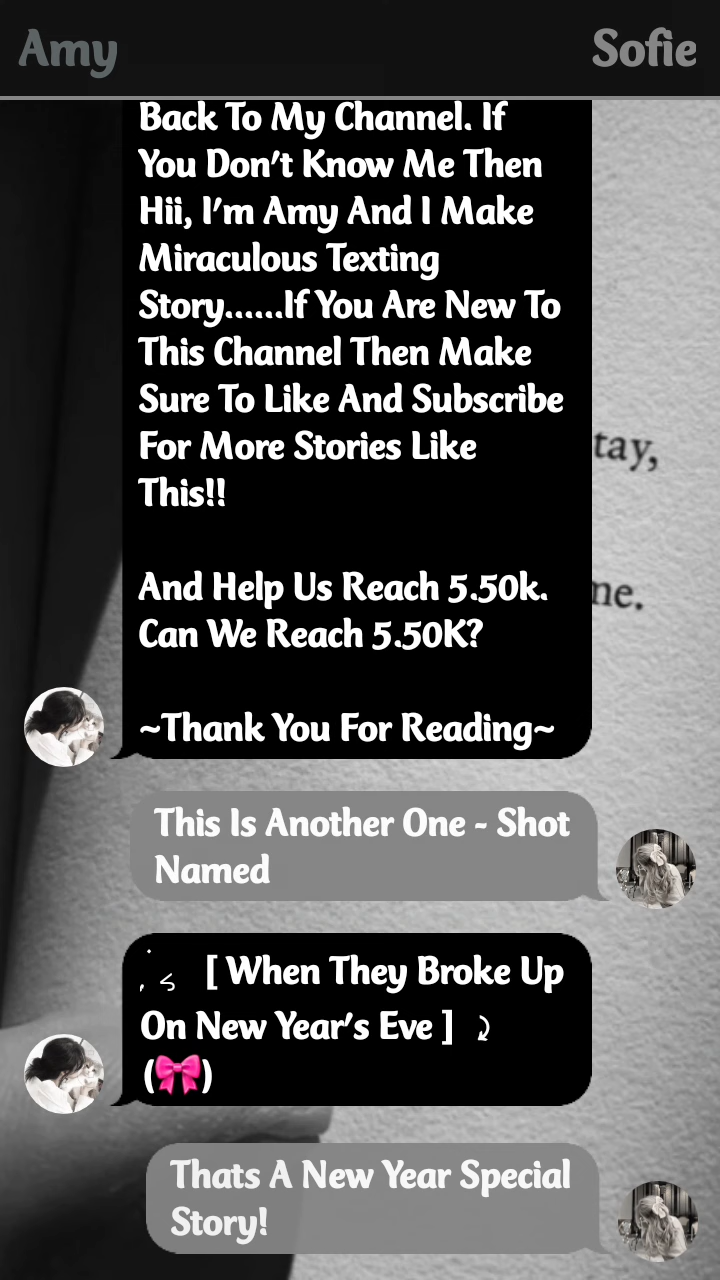 Amy
Sofie
Back To My Channel. If
You Don't Know Me Then
Hii, I'm Amy And I Make
Miraculous Texting
Story......If You Are New To
This Channel Then Make
Sure To Like And Subscribe
For More Stories Like
This!!
And Help Us Reach 5.50k.
Can We Reach 5.50K?
~Thank You For Reading~
tay,
me.
This Is Another One - Shot
Named
[ When They Broke Up
On New Year's Eve ] ⤸
(🎀)
Thats A New Year Special
Story!